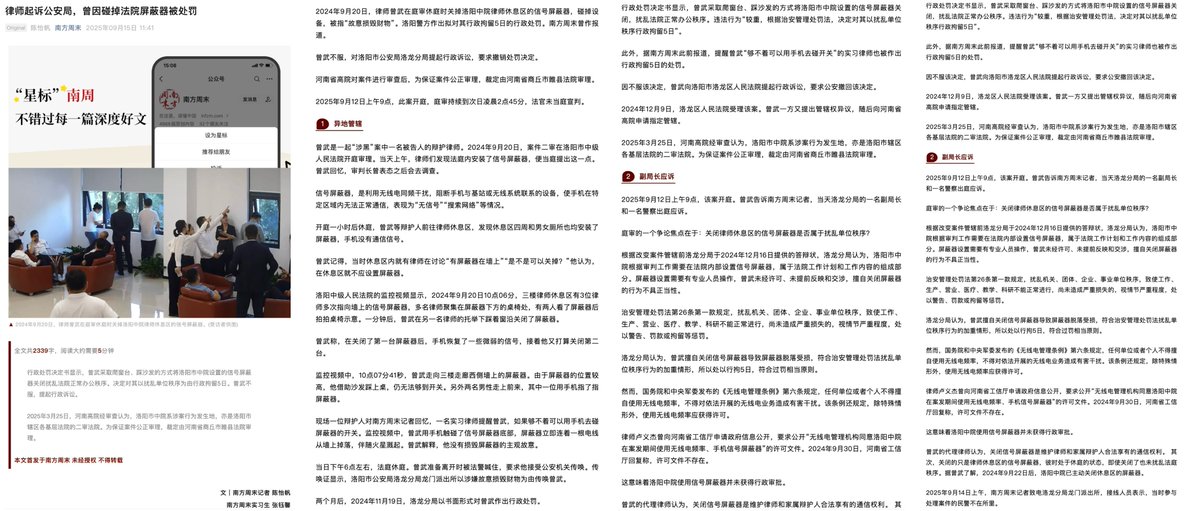 律师起诉公安局，曾因碰掉法院屏蔽器被处罚
Original 陈怡帆 南方周末 2025年09月15日 11:41
15:08
公众号
“星标”南周
不错过每一篇深度好文
南方周末
发消息
设为星标
推荐给朋友
▲ 2024年9月20日，律师曾武在庭审休庭时关掉洛阳中院律师休息区的信号屏蔽器。（受访者供图）
全文共2339字，阅读大约需要5分钟
行政处罚决定书显示，曾武采取爬窗台、踩沙发的方式将洛阳中院设置的信号屏蔽器关闭扰乱法院正常办公秩序，决定对其以扰乱单位秩序为由行政拘留5日。曾武不服，提起行政诉讼。
2025年3月25日，河南高院经审查认为，洛阳市中院系涉案行为发生地，亦是洛阳市辖区各基层法院的二审法院。为保证案件公正审理，裁定由河南省商丘市睢县法院审理。
本文首发于南方周末 未经授权 不得转载
文｜南方周末记者 陈怡帆
南方周末实习生 张钰馨
2024年9月20日，律师曾武在庭审休庭时关掉洛阳中院律师休息区的信号屏蔽器，碰掉设备，被指“故意损毁财物”。洛阳警方作出拟对其行政拘留5日的行政处罚。南方周末曾作报道。
曾武不服，对洛阳市公安局洛龙分局提起行政诉讼，要求撤销处罚决定。
河南省高院对案件进行审查后，为保证案件公正审理，裁定由河南省商丘市睢县法院审理。
2025年9月12日上午9点，此案开庭，庭审持续到次日凌晨2点45分，法官未当庭宣判。
1 异地管辖
曾武是一起“涉黑”案中一名被告人的辩护律师。2024年9月20日，案件二审在洛阳市中级人民法院开庭审理。当天上午，律师们发现法庭内安装了信号屏蔽器，便当庭提出这一点。曾武回忆，审判长曾表态之后会去调查。
信号屏蔽器，是利用无线电同频干扰，阻断手机与基站或无线系统联系的设备，使手机在特定区域内无法正常通信，表现为“无信号”“搜索网络”等情况。
开庭一小时后休庭，曾武等辩护人前往律师休息区，发现休息区四周和男女厕所也均安装了屏蔽器，手机没有通信信号。
曾武记得，当时休息区内就有律师在讨论“有屏蔽器在墙上”“是不是可以关掉？”他认为，在休息区就不应设置屏蔽器。
洛阳中级人民法院的监控视频显示，2024年9月20日10点06分，三楼律师休息区有3位律师多次指向墙上的信号屏蔽器，多名律师聚集在屏蔽器下方的桌椅处，有两人看了屏蔽器后拍拍桌椅示意。一分钟后，曾武在另一名律师的托举下踩着窗沿关闭了屏蔽器。
曾武称，在关闭了第一台屏蔽器后，手机恢复了一些微弱的信号，接着他又打算关闭第二台。
监控视频中，10点07分41秒，曾武走向三楼走廊西侧墙上的屏蔽器。由于屏蔽器的位置较高，他借助沙发踩上桌，仍无法够到开关。另外两名男性走上前来，其中一位用手机指了指屏蔽器。
现场一位辩护人对南方周末记者回忆，一名实习律师提醒曾武，如果够不着可以用手机去碰屏蔽器的开关。监控视频中，曾武用手机触碰了信号屏蔽器底部，屏蔽器立即连着一根电线从墙上掉落，伴随火星溅起。曾武解释，他没有损毁屏蔽器的主观故意。
当日下午6点左右，法庭休庭。曾武准备离开时被法警喊住，要求他接受公安机关传唤。传唤证显示，洛阳市公安局洛龙分局龙门派出所以涉嫌故意损毁财物为由传唤曾武。
两个月后，2024年11月19日，洛龙分局以书面形式对曾武作出行政处罚。
行政处罚决定书显示，曾武采取爬窗台、踩沙发的方式将洛阳中院设置的信号屏蔽器关闭，扰乱法院正常办公秩序。违法行为“较重，根据治安管理处罚法，决定对其以扰乱单位秩序行政拘留5日”。
此外，据南方周末此前报道，提醒曾武“够不着可以用手机去碰开关”的实习律师也被作出行政拘留5日的处罚。
因不服该决定，曾武向洛阳市洛龙区人民法院提起行政诉讼，要求公安撤回该决定。
2024年12月9日，洛龙区人民法院受理该案。曾武一方又提出管辖权异议，随后向河南省高院申请指定管辖。
2025年3月25日，河南高院经审查认为，洛阳市中院系涉案行为发生地，亦是洛阳市辖区各基层法院的二审法院。为保证案件公正审理，裁定由河南省商丘市睢县法院审理。
2 副局长应诉
2025年9月12日上午9点，该案开庭。曾武告诉南方周末记者，当天洛龙分局的一名副局长和一名警察出庭应诉。
庭审的一个争论焦点在于：关闭律师休息区的信号屏蔽器是否属于扰乱单位秩序？
根据改变案件管辖前洛龙分局于2024年12月16日提供的答辩状，洛龙分局认为，洛阳市中院根据审判工作需要在法院内部设置信号屏蔽器，属于法院工作计划和工作内容的组成部分。屏蔽器设置需要有专业人员操作，曾武未经许可、未提前反映和交涉，擅自关闭屏蔽器的行为不具正当性。
治安管理处罚法第26条第一款规定，扰乱机关、团体、企业、事业单位秩序，致使工作、生产、营业、医疗、教学、科研不能正常进行，尚未造成严重损失的，视情节严重程度，处以警告、罚款或拘留等惩罚。
洛龙分局认为，曾武擅自关闭信号屏蔽器导致屏蔽器脱落受损，符合治安管理处罚法扰乱单位秩序行为的加重情形，所以处以行拘5日，符合过罚相当原则。
然而，国务院和中央军委发布的《无线电管理条例》第六条规定，任何单位或者个人不得擅自使用无线电频率，不得对依法开展的无线电业务造成有害干扰。该条例还规定，除特殊情形外，使用无线电频率应获得许可。
律师卢义杰曾向河南省工信厅申请政府信息公开，要求公开“无线电管理机构同意洛阳中院在案发期间使用无线电频率、手机信号屏蔽器”的许可文件。2024年9月30日，河南省工信厅回复称，许可文件不存在。
这意味着洛阳中院使用信号屏蔽器并未获得行政审批。
曾武的代理律师认为，关闭信号屏蔽器是维护律师和家属辩护人合法享有的通信权利。 其
行政处罚决定书显示，曾武采取爬窗台、踩沙发的方式将洛阳中院设置的信号屏蔽器关闭，扰乱法院正常办公秩序。违法行为“较重，根据治安管理处罚法，决定对其以扰乱单位秩序行政拘留5日”。
此外，据南方周末此前报道，提醒曾武“够不着可以用手机去碰开关”的实习律师也被作出行政拘留5日的处罚。
因不服该决定，曾武向洛阳市洛龙区人民法院提起行政诉讼，要求公安撤回该决定。
2024年12月9日，洛龙区人民法院受理该案。曾武一方又提出管辖权异议，随后向河南省高院申请指定管辖。
2025年3月25日，河南高院经审查认为，洛阳市中院系涉案行为发生地，亦是洛阳市辖区各基层法院的二审法院。为保证案件公正审理，裁定由河南省商丘市睢县法院审理。
2 副局长应诉
2025年9月12日上午9点，该案开庭。曾武告诉南方周末记者，当天洛龙分局的一名副局长和一名警察出庭应诉。
庭审的一个争论焦点在于：关闭律师休息区的信号屏蔽器是否属于扰乱单位秩序？
根据改变案件管辖前洛龙分局于2024年12月16日提供的答辩状，洛龙分局认为，洛阳市中院根据审判工作需要在法院内部设置信号屏蔽器，属于法院工作计划和工作内容的组成部分。屏蔽器设置需要有专业人员操作，曾武未经许可、未提前反映和交涉，擅自关闭屏蔽器的行为不具正当性。
治安管理处罚法第26条第一款规定，扰乱机关、团体、企业、事业单位秩序，致使工作、生产、营业、医疗、教学、科研不能正常进行，尚未造成严重损失的，视情节严重程度，处以警告、罚款或拘留等惩罚。
洛龙分局认为，曾武擅自关闭信号屏蔽器导致屏蔽器脱落受损，符合治安管理处罚法扰乱单位秩序行为的加重情形，所以处以行拘5日，符合过罚相当原则。
然而，国务院和中央军委发布的《无线电管理条例》第六条规定，任何单位或者个人不得擅自使用无线电频率，不得对依法开展的无线电业务造成有害干扰。该条例还规定，除特殊情形外，使用无线电频率应获得许可。
律师卢义杰曾向河南省工信厅申请政府信息公开，要求公开“无线电管理机构同意洛阳中院在案发期间使用无线电频率、手机信号屏蔽器”的许可文件。2024年9月30日，河南省工信厅回复称，许可文件不存在。
这意味着洛阳中院使用信号屏蔽器并未获得行政审批。
曾武的代理律师认为，关闭信号屏蔽器是维护律师和家属辩护人合法享有的通信权利。 其次，关闭的只是律师休息区的信号屏蔽器，彼时处于休庭的状态，即使关闭了也未扰乱法庭秩序。据曾武了解，2024年9月22日后，洛阳中院已主动关闭休息区的屏蔽器。
2025年9月14日上午，南方周末记者致电洛龙分局龙门派出所，接线人员表示，当时参与处理案件的民警不在所里。